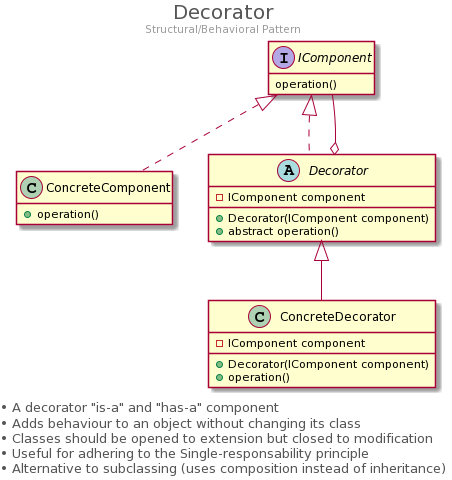 Decorator
Structural/Behavioral Pattern
I IComponent
operation()
C ConcreteComponent
operation()
A Decorator
IComponent component
Decorator(IComponent component)
abstract operation()
C ConcreteDecorator
IComponent component
Decorator(IComponent component)
operation()
• A decorator "is-a" and "has-a" component
• Adds behaviour to an object without changing its class
• Classes should be opened to extension but closed to modification
• Useful for adhering to the Single-responsability principle
• Alternative to subclassing (uses composition instead of inheritance)